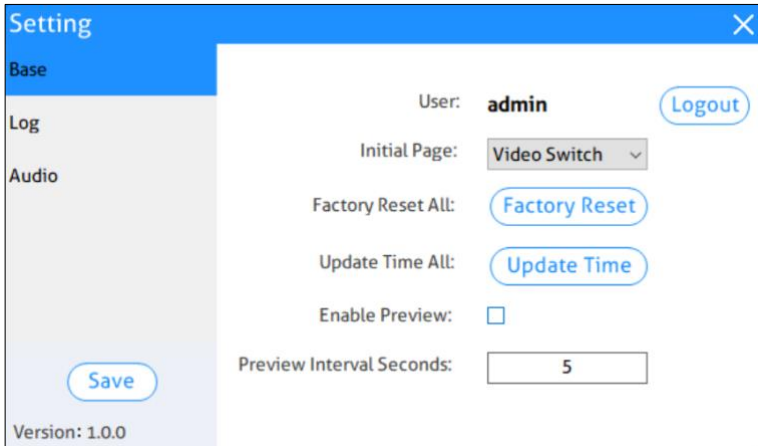 Setting
Base
Log
Audio
Save
Version: 1.0.0
User: admin Logout
Initial Page: Video Switch
Factory Reset All: Factory Reset
Update Time All: Update Time
Enable Preview:
Preview Interval Seconds: 5